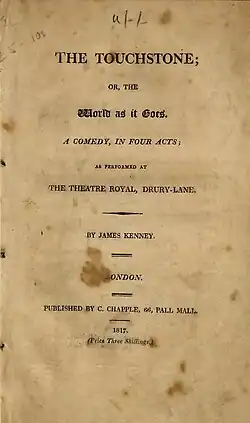 THE TOUCHSTONE;
OR, THE
World as it Goes.
A COMEDY, IN FOUR ACTS;
AS PERFORMED AT
THE THEATRE ROYAL, DRURY-LANE.
BY JAMES KENNEY.
LONDON.
PUBLISHED BY C. CHAPPLE, 66, PALL MALL.
1817.
(Price Three Shillings.)